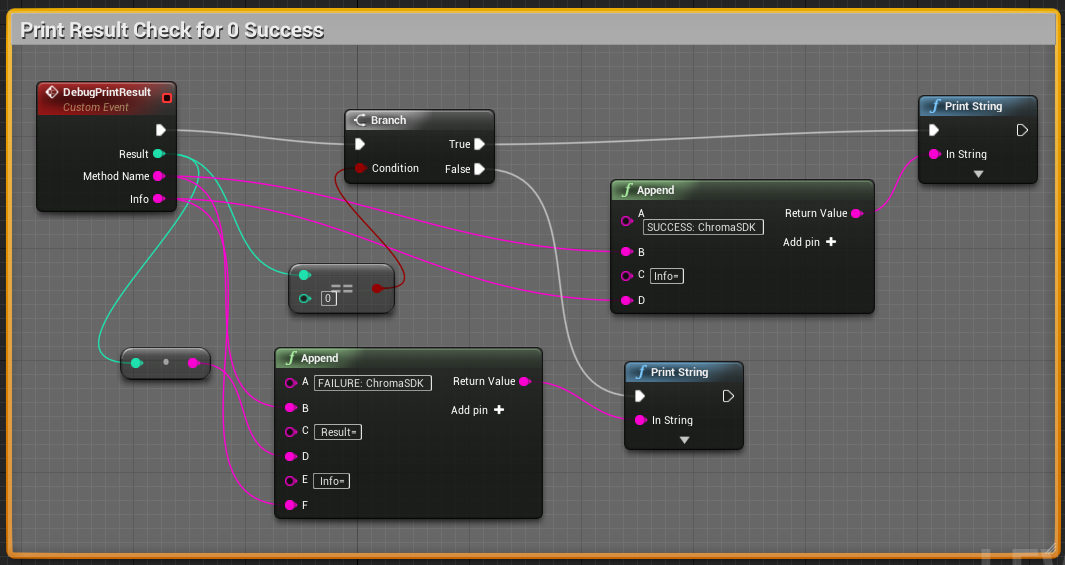 Print Result Check for 0 Success
DebugPrintResult
Custom Event
Result
Method Name
Info
Branch
True
Condition
False
Print String
In String
Append
A
SUCCESS: ChromaSDK
Return Value
Add pin
B
C Info=
D
==
0
Append
A FAILURE: ChromaSDK
Return Value
Add pin
B
C Result=
D
E Info=
F
Print String
In String